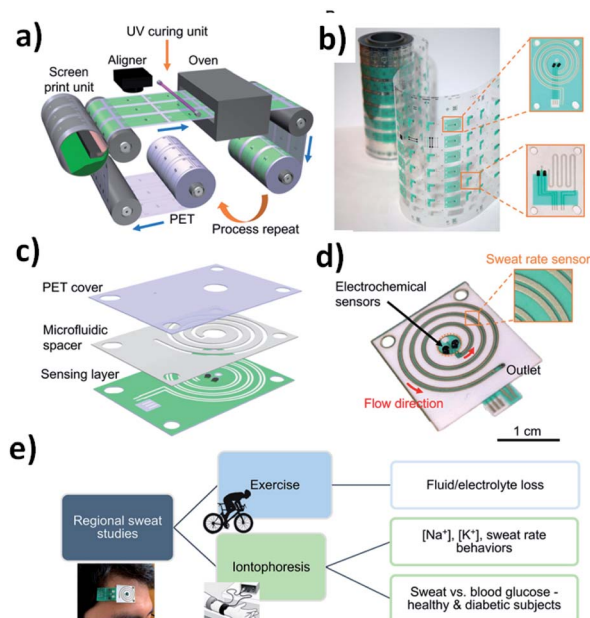 a)
UV curing unit
Aligner
Oven
Screen
print unit
PET
Process repeat
b)
c)
PET cover
Microfluidic
spacer
Sensing layer
d)
Sweat rate sensor
Electrochemical
sensors
Outlet
Flow direction
1 cm
e)
Regional sweat
studies
Exercise
Iontophoresis
Fluid/electrolyte loss
[Na⁺], [K⁺], sweat rate
behaviors
Sweat vs. blood glucose -
healthy & diabetic subjects